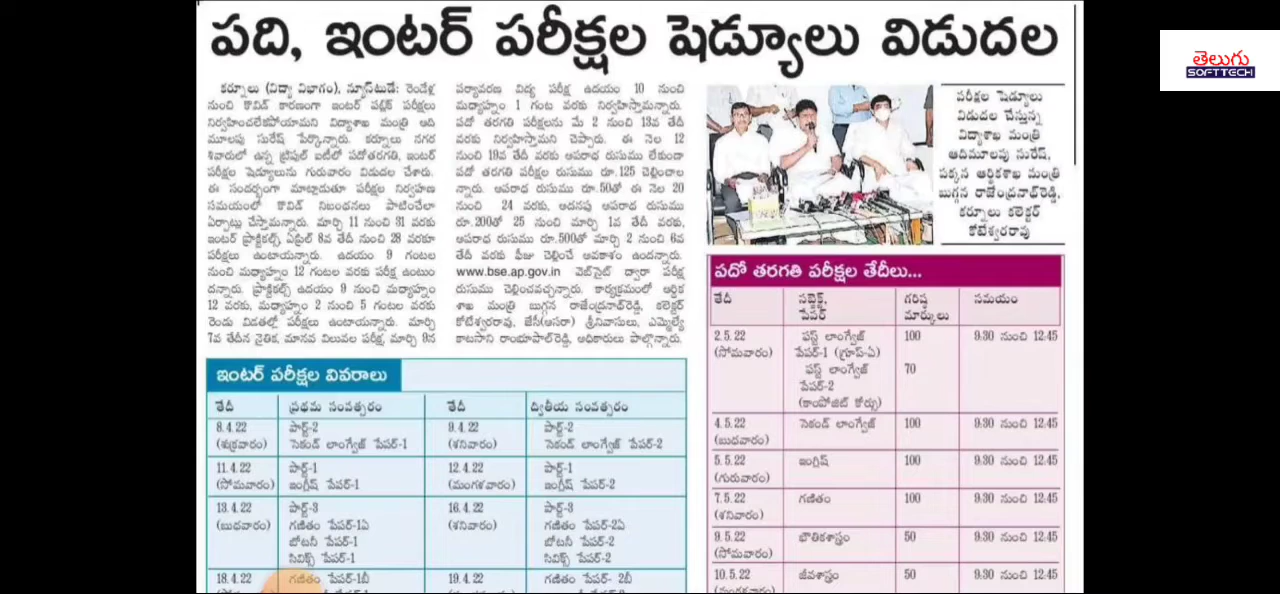 పది, ఇంటర్ పరీక్షల షెడ్యూలు విడుదల
తెలుగు
SOFTTECH
కర్నూలు (విద్యా విభాగం), న్యూస్‌టుడే: రెండేళ్ల
నుంచి కొవిడ్ కారణంగా ఇంటర్ పబ్లిక్ పరీక్షలు
నిర్వహించలేకపోయామని విద్యాశాఖ మంత్రి ఆది
మూలపు సురేష్ పేర్కొన్నారు. కర్నూలు నగర
శివారులో ఉన్న ట్రిపుల్ ఐటీలో పదోతరగతి, ఇంటర్
పరీక్షల షెడ్యూలును గురువారం విడుదల చేశారు.
ఈ సందర్భంగా మాట్లాడుతూ పరీక్షల నిర్వహణ
సమయంలో కొవిడ్ నిబంధనలు పాటించేలా
ఏర్పాట్లు చేస్తామన్నారు. మార్చి 11 నుంచి 31 వరకు
ఇంటర్ ప్రాక్టికల్స్, ఏప్రిల్ 8వ తేదీ నుంచి 28 వరకూ
పరీక్షలు ఉంటాయన్నారు. ఉదయం 9 గంటల
నుంచి మధ్యాహ్నం 12 గంటల వరకు పరీక్ష ఉంటుం
దన్నారు. ప్రాక్టికల్స్ ఉదయం 9 నుంచి మధ్యాహ్నం
12 వరకు, మధ్యాహ్నం 2 నుంచి 5 గంటల వరకు
రెండు విడతల్లో పరీక్షలు ఉంటాయన్నారు. మార్చి
7వ తేదీన నైతిక, మానవ విలువల పరీక్ష, మార్చి 9న
పర్యావరణ విద్య పరీక్ష ఉదయం 10 నుంచి
మధ్యాహ్నం 1 గంట వరకు నిర్వహిస్తామన్నారు.
పదో తరగతి పరీక్షలను మే 2 నుంచి 13వ తేదీ
వరకు నిర్వహిస్తామని చెప్పారు. ఈ నెల 12
నుంచి 19వ తేదీ వరకు అపరాధ రుసుము లేకుండా
పదో తరగతి పరీక్షల రుసుము రూ.125 చెల్లించాల
న్నారు. అపరాధ రుసుము రూ.50తో ఈ నెల 20
నుంచి 24 వరకు, అదనపు అపరాధ రుసుము
రూ.200తో 25 నుంచి మార్చి 1వ తేదీ వరకు,
అపరాధ రుసుము రూ.500తో మార్చి 2 నుంచి 6వ
తేదీ వరకు ఫీజు చెల్లించే అవకాశం ఉందన్నారు.
www.bse.ap.gov.in వెబ్‌సైట్ ద్వారా పరీక్ష
రుసుము చెల్లించవచ్చన్నారు. కార్యక్రమంలో ఆర్థిక
శాఖ మంత్రి బుగ్గన రాజేంద్రనాథ్‌రెడ్డి, కలెక్టర్
కోటేశ్వరరావు, జేసీ(ఆసరా) శ్రీనివాసులు, ఎమ్మెల్యే
కాటసాని రాంభూపాల్‌రెడ్డి, అధికారులు పాల్గొన్నారు.
పరీక్షల షెడ్యూలు
విడుదల చేస్తున్న
విద్యాశాఖ మంత్రి
ఆదిమూలపు సురేష్,
పక్కన ఆర్థికశాఖ మంత్రి
బుగ్గన రాజేంద్రనాథ్‌రెడ్డి,
కర్నూలు కలెక్టర్
కోటేశ్వరరావు
ఇంటర్ పరీక్షల వివరాలు
తేదీ ప్రథమ సంవత్సరం తేదీ ద్వితీయ సంవత్సరం
8.4.22 పార్ట్-2 9.4.22 పార్ట్-2
(శుక్రవారం) సెకండ్ లాంగ్వేజ్ పేపర్-1 (శనివారం) సెకండ్ లాంగ్వేజ్ పేపర్-2
11.4.22 పార్ట్-1 12.4.22 పార్ట్-1
(సోమవారం) ఇంగ్లీష్ పేపర్-1 (మంగళవారం) ఇంగ్లీష్ పేపర్-2
13.4.22 పార్ట్-3 16.4.22 పార్ట్-3
(బుధవారం) గణితం పేపర్-1ఏ (శనివారం) గణితం పేపర్-2ఏ
బోటనీ పేపర్-1 బోటనీ పేపర్-2
సివిక్స్ పేపర్-1 సివిక్స్ పేపర్-2
18.4.22 గణితం పేపర్-1బీ 19.4.22 గణితం పేపర్- 2బీ
పదో తరగతి పరీక్షల తేదీలు...
తేదీ సబ్జెక్ట్, గరిష్ఠ సమయం
పేపర్ మార్కులు
2.5.22 ఫస్ట్ లాంగ్వేజ్ 100 9.30 నుంచి 12.45
(సోమవారం) పేపర్-1 (గ్రూప్-ఏ)
ఫస్ట్ లాంగ్వేజ్ 70
పేపర్-2
(కాంపోజిట్ కోర్సు)
4.5.22 సెకండ్ లాంగ్వేజ్ 100 9.30 నుంచి 12.45
(బుధవారం)
5.5.22 ఇంగ్లిష్ 100 9.30 నుంచి 12.45
(గురువారం)
7.5.22 గణితం 100 9.30 నుంచి 12.45
(శనివారం)
9.5.22 భౌతికశాస్త్రం 50 9.30 నుంచి 12.45
(సోమవారం)
10.5.22 జీవశాస్త్రం 50 9.30 నుంచి 12.45